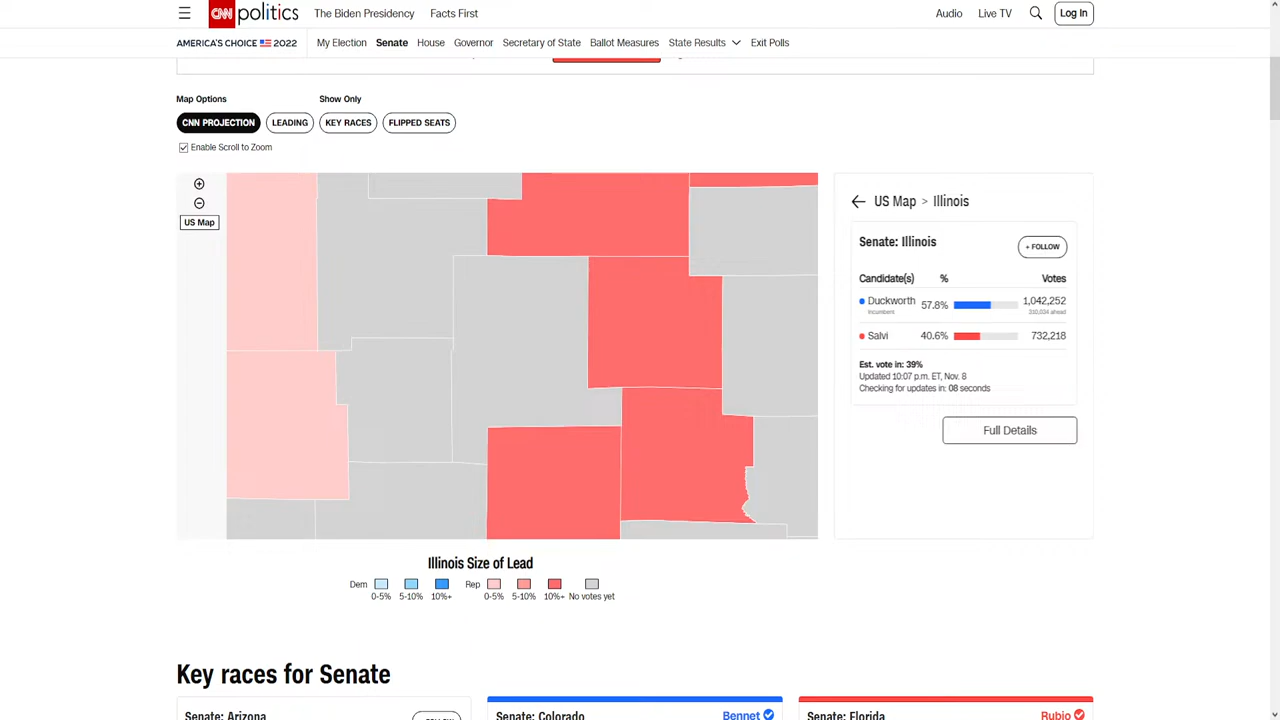 CNN politics The Biden Presidency Facts First Audio Live TV Log In
AMERICA'S CHOICE 2022 My Election Senate House Governor Secretary of State Ballot Measures State Results Exit Polls
Map Options Show Only
CNN PROJECTION LEADING KEY RACES FLIPPED SEATS
Enable Scroll to Zoom
US Map
US Map > Illinois
Senate: Illinois + FOLLOW
Candidate(s) % Votes
Duckworth 57.8% 1,042,252
Incumbent 310,034 ahead
Salvi 40.6% 732,218
Est. vote in: 39%
Updated 10:07 p.m. ET, Nov. 8
Checking for updates in: 08 seconds
Full Details
Illinois Size of Lead
Dem Rep
0-5% 5-10% 10%+ 0-5% 5-10% 10%+ No votes yet
Key races for Senate
Senate: Arizona + FOLLOW Senate: Colorado Bennet Senate: Florida Rubio